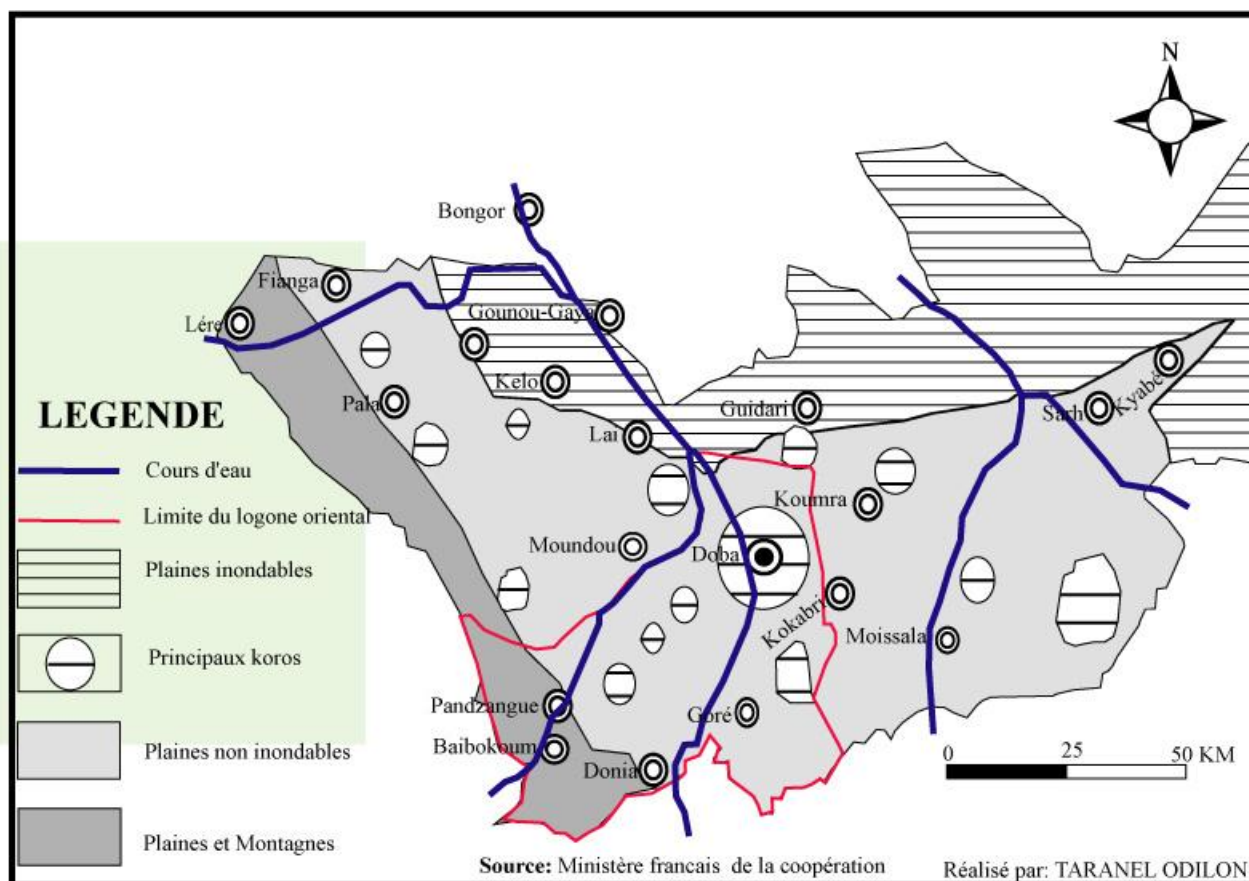 N
Bongor
Fianga
Lére
Gounou-Gaya
Kelo
Pala
Guidari
Kyabé
Sarh
Lai
LEGENDE
Cours d'eau
Koumra
Limite du logone oriental
Moundou
Doba
Plaines inondables
Kokabri
Moissala
Principaux koros
Pandzangue
Goré
Baibokoum
Plaines non inondables
Donia
0 25 50 KM
Plaines et Montagnes
Source: Ministère francais de la coopération
Réalisé par: TARANEL ODILON